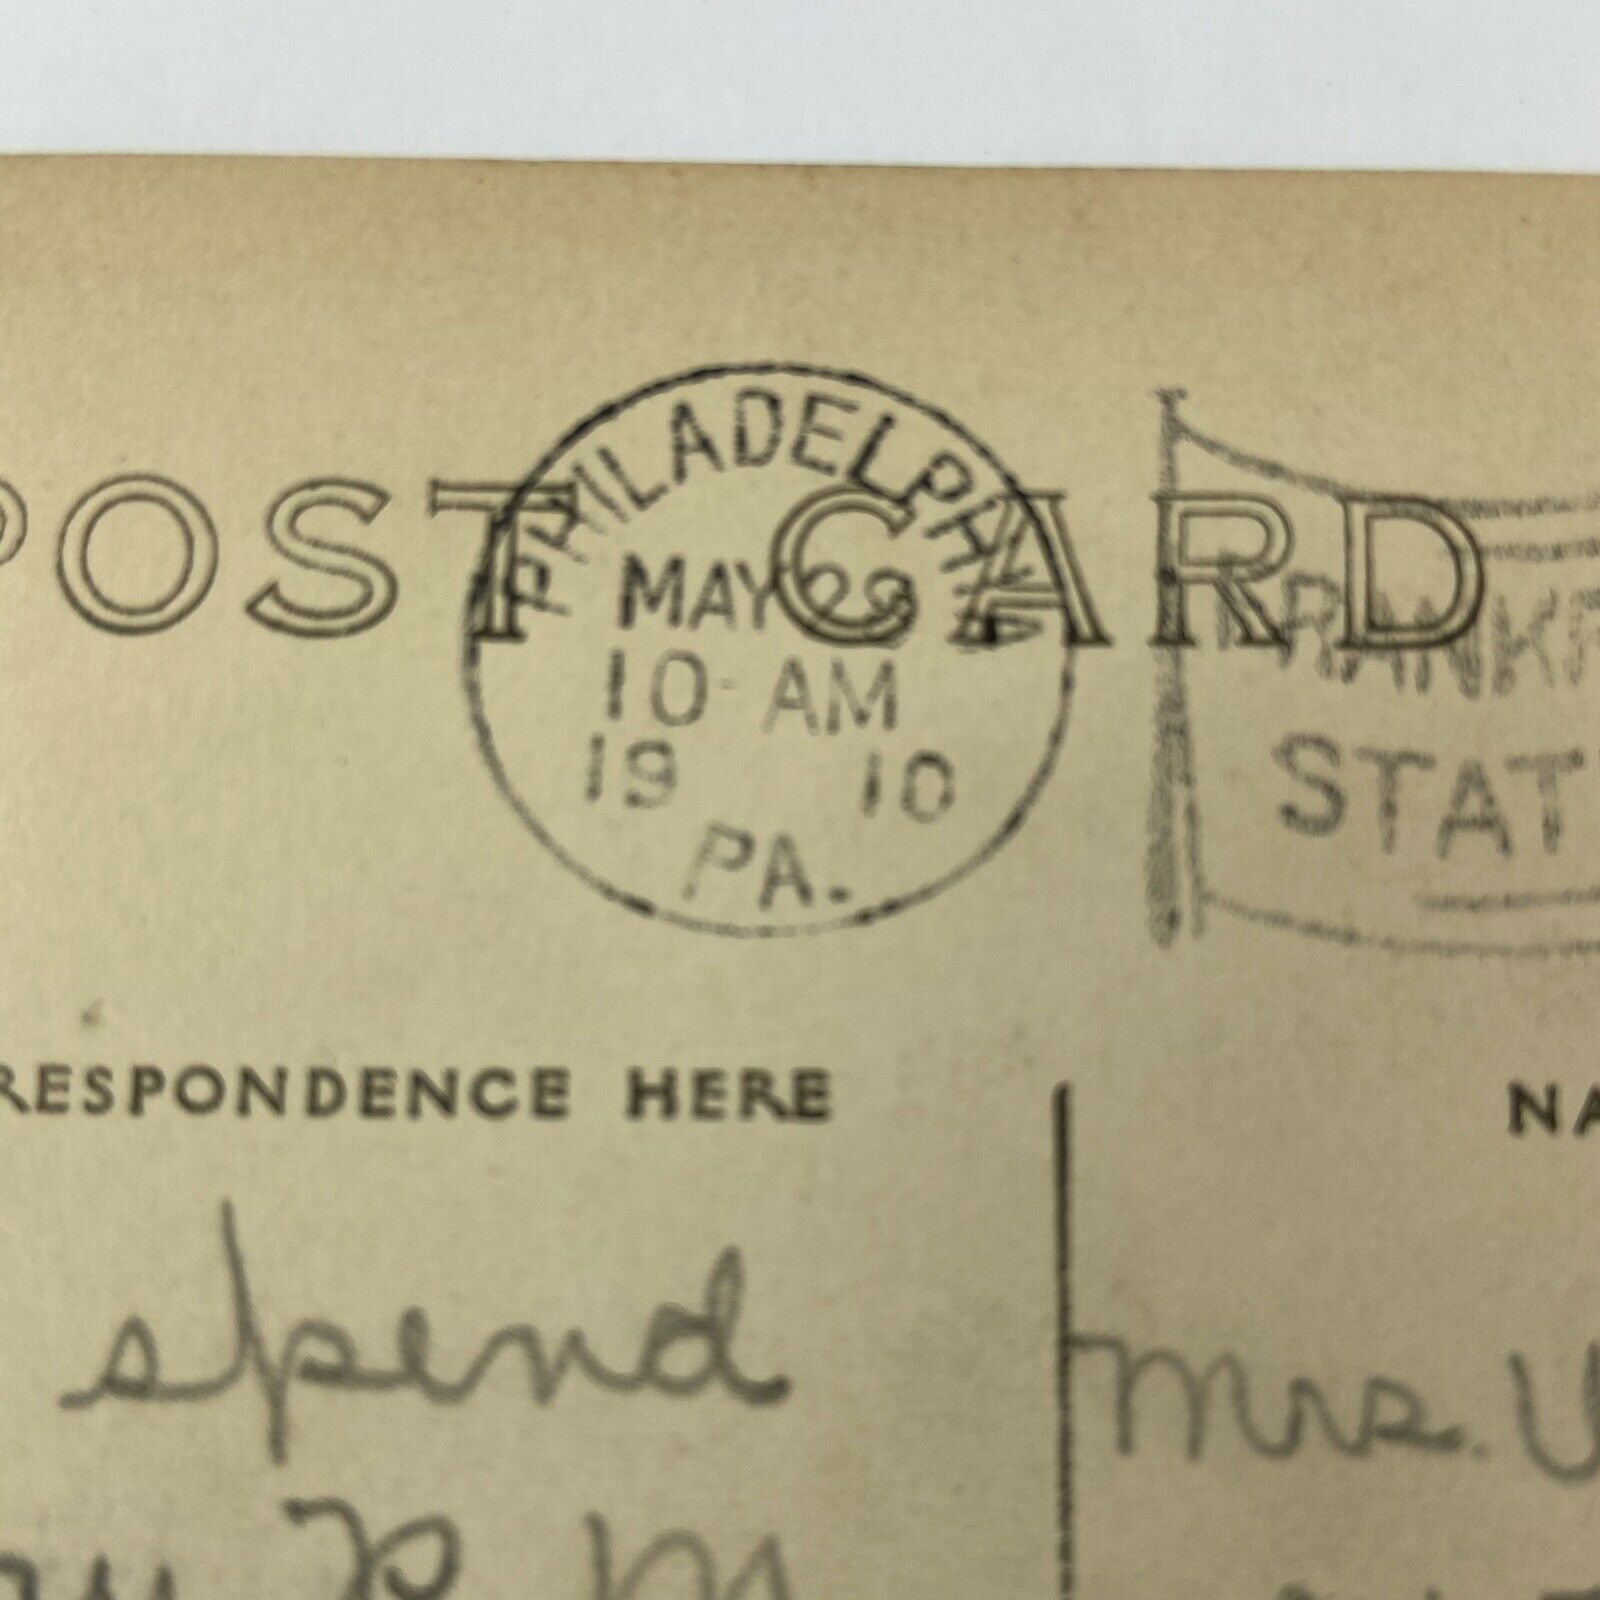 POST CARD
PHILADELPHIA
MAY
10 AM
19 10
PA.
STAT
RESPONDENCE HERE
NA
spend
Mrs.